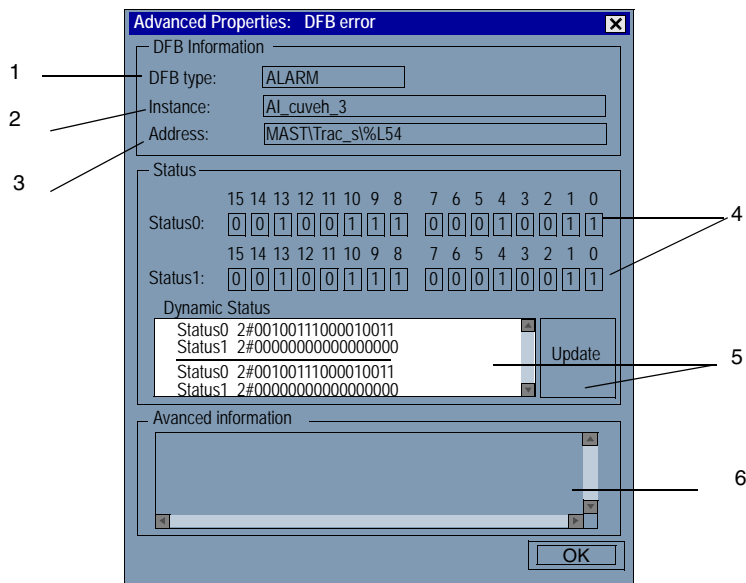 Advanced Properties: DFB error
DFB Information
1
DFB type: ALARM
2
Instance: AI_cuveh_3
Address: MAST\Trac_s\%L54
3
Status
15 14 13 12 11 10 9 8 7 6 5 4 3 2 1 0
Status0: 0 0 1 0 0 1 1 1 0 0 0 1 0 0 1 1
4
15 14 13 12 11 10 9 8 7 6 5 4 3 2 1 0
Status1: 0 0 1 0 0 1 1 1 0 0 0 1 0 0 1 1
Dynamic Status
Status0 2#00100111000010011
Status1 2#00000000000000000
Status0 2#00100111000010011
Status1 2#00000000000000000
Update
5
Avanced information
6
OK